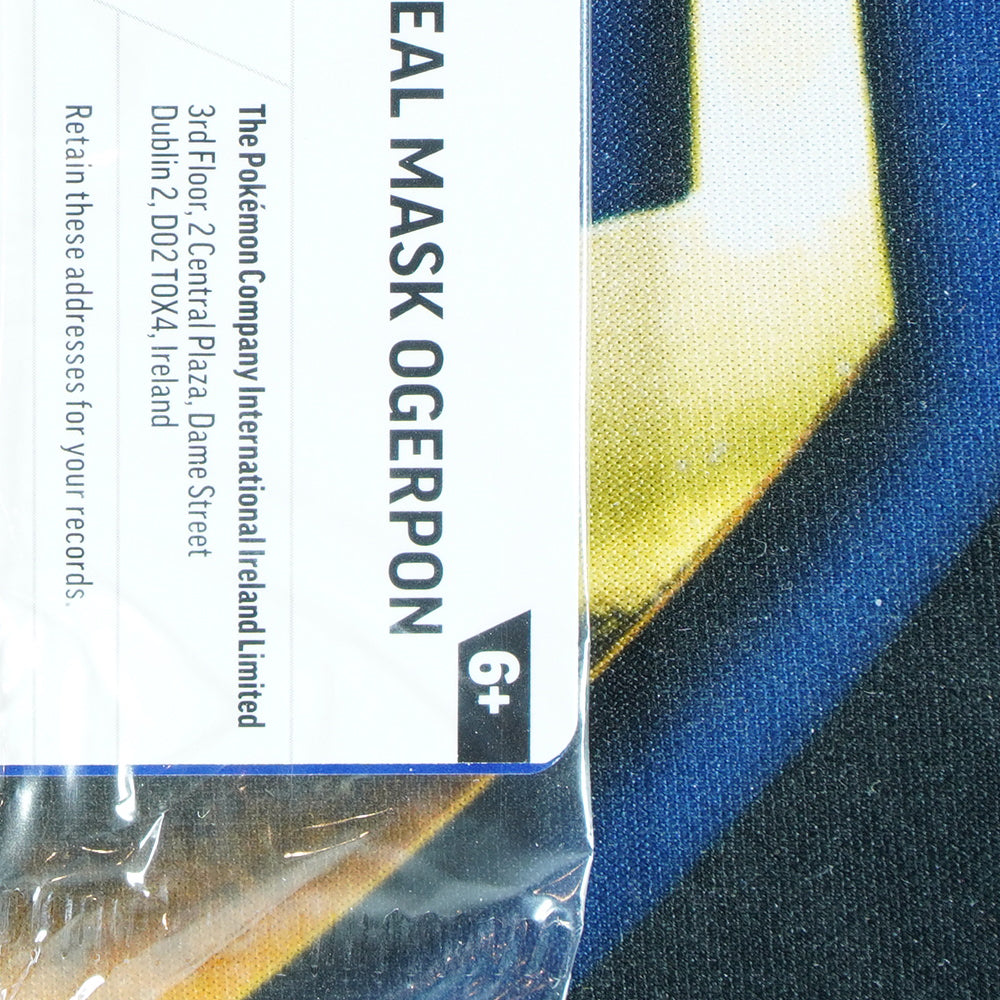 EAL MASK OGERPON
6+
The Pokémon Company International Ireland Limited
3rd Floor, 2 Central Plaza, Dame Street
Dublin 2, D02 T0X4, Ireland
Retain these addresses for your records.